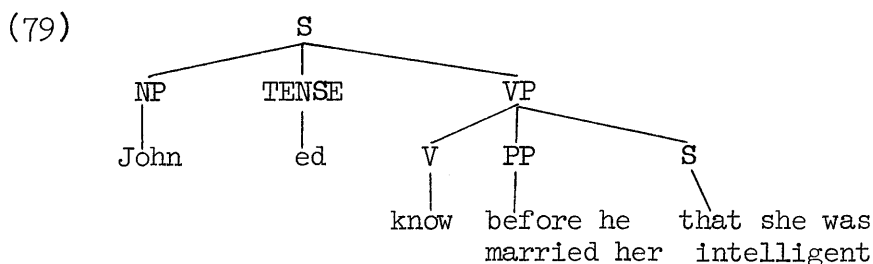 (79)
S
NP TENSE VP
John ed V PP S
know before he that she was
married her intelligent